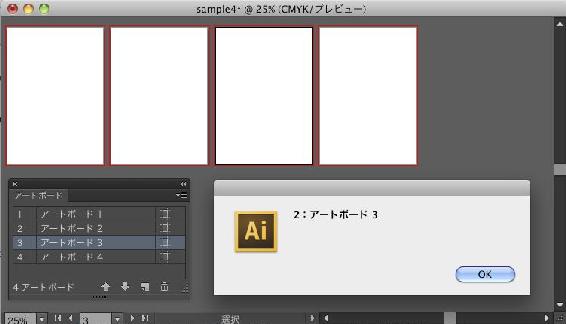 sample4* @ 25% (CMYK/プレビュー)
アートボード
1 アートボード 1
2 アートボード 2
3 アートボード 3
4 アートボード 4
4 アートボード
Ai
2：アートボード 3
OK
25% 3 選択